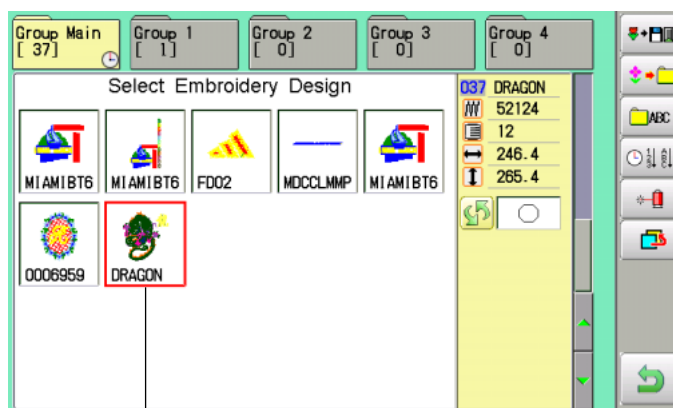 Group Main
[ 37]
Group 1
[ 1]
Group 2
[ 0]
Group 3
[ 0]
Group 4
[ 0]
Select Embroidery Design
037 DRAGON
52124
12
246.4
265.4
MIAMIBT6
MIAMIBT6
FD02
MDCCLMMP
MIAMIBT6
0006959
DRAGON
ABC